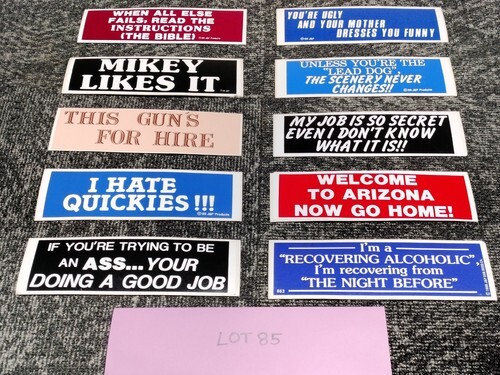 WHEN ALL ELSE
FAILS, READ THE
INSTRUCTIONS
(THE BIBLE)
MIKEY
LIKES IT
THIS GUN'S
FOR HIRE
I HATE
QUICKIES!!!
IF YOU'RE TRYING TO BE
AN ASS...YOUR
DOING A GOOD JOB
YOU'RE UGLY
AND YOUR MOTHER
DRESSES YOU FUNNY
UNLESS YOU'RE THE
"LEAD DOG"
THE SCENERY NEVER
CHANGES!!
MY JOB IS SO SECRET
EVEN I DON'T KNOW
WHAT IT IS!!
WELCOME
TO ARIZONA
NOW GO HOME!
I'm a
"RECOVERING ALCOHOLIC",
I'm recovering from
"THE NIGHT BEFORE"
LOT 85